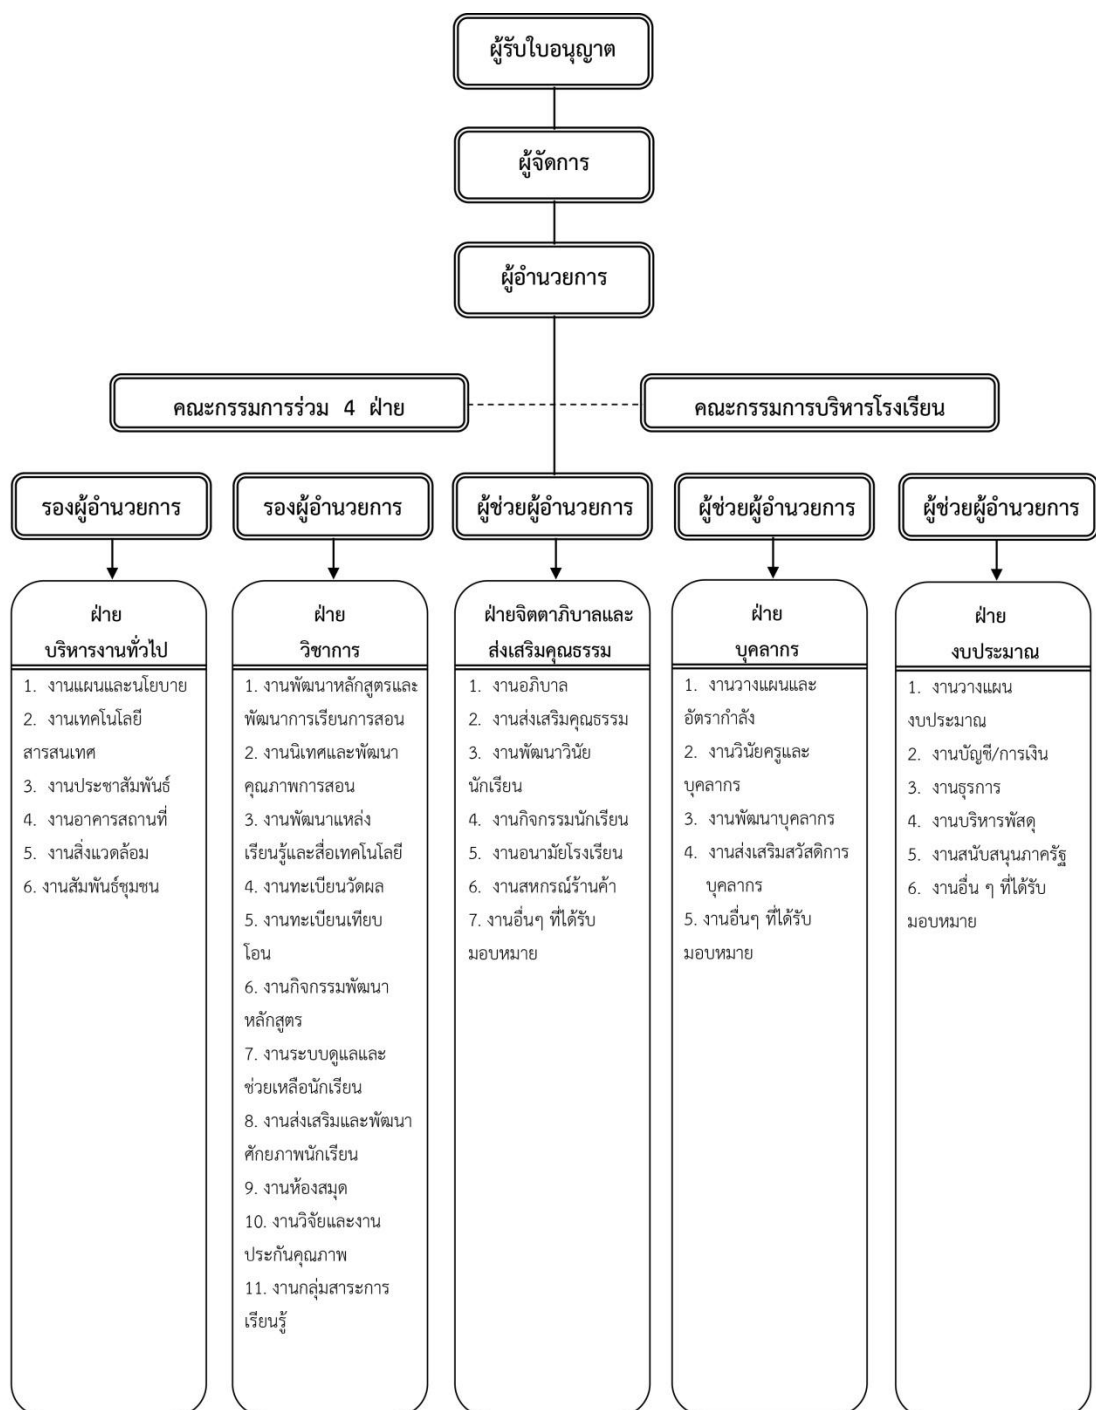 ผู้รับใบอนุญาต
ผู้จัดการ
ผู้อำนวยการ
คณะกรรมการร่วม 4 ฝ่าย
คณะกรรมการบริหารโรงเรียน
รองผู้อำนวยการ
รองผู้อำนวยการ
ผู้ช่วยผู้อำนวยการ
ผู้ช่วยผู้อำนวยการ
ผู้ช่วยผู้อำนวยการ
ฝ่าย
บริหารงานทั่วไป
1. งานแผนและนโยบาย
2. งานเทคโนโลยี
สารสนเทศ
3. งานประชาสัมพันธ์
4. งานอาคารสถานที่
5. งานสิ่งแวดล้อม
6. งานสัมพันธ์ชุมชน
ฝ่าย
วิชาการ
1. งานพัฒนาหลักสูตรและ
พัฒนาการเรียนการสอน
2. งานนิเทศและพัฒนา
คุณภาพการสอน
3. งานพัฒนาแหล่ง
เรียนรู้และสื่อเทคโนโลยี
4. งานทะเบียนวัดผล
5. งานทะเบียนเทียบ
โอน
6. งานกิจกรรมพัฒนา
หลักสูตร
7. งานระบบดูแลและ
ช่วยเหลือนักเรียน
8. งานส่งเสริมและพัฒนา
ศักยภาพนักเรียน
9. งานห้องสมุด
10. งานวิจัยและงาน
ประกันคุณภาพ
11. งานกลุ่มสาระการ
เรียนรู้
ฝ่ายจิตตาภิบาลและ
ส่งเสริมคุณธรรม
1. งานอภิบาล
2. งานส่งเสริมคุณธรรม
3. งานพัฒนาวินัย
นักเรียน
4. งานกิจกรรมนักเรียน
5. งานอนามัยโรงเรียน
6. งานสหกรณ์ร้านค้า
7. งานอื่นๆ ที่ได้รับ
มอบหมาย
ฝ่าย
บุคลากร
1. งานวางแผนและ
อัตรากำลัง
2. งานวินัยครูและ
บุคลากร
3. งานพัฒนาบุคลากร
4. งานส่งเสริมสวัสดิการ
บุคลากร
5. งานอื่นๆ ที่ได้รับ
มอบหมาย
ฝ่าย
งบประมาณ
1. งานวางแผน
งบประมาณ
2. งานบัญชี/การเงิน
3. งานธุรการ
4. งานบริหารพัสดุ
5. งานสนับสนุนภาครัฐ
6. งานอื่น ๆ ที่ได้รับ
มอบหมาย